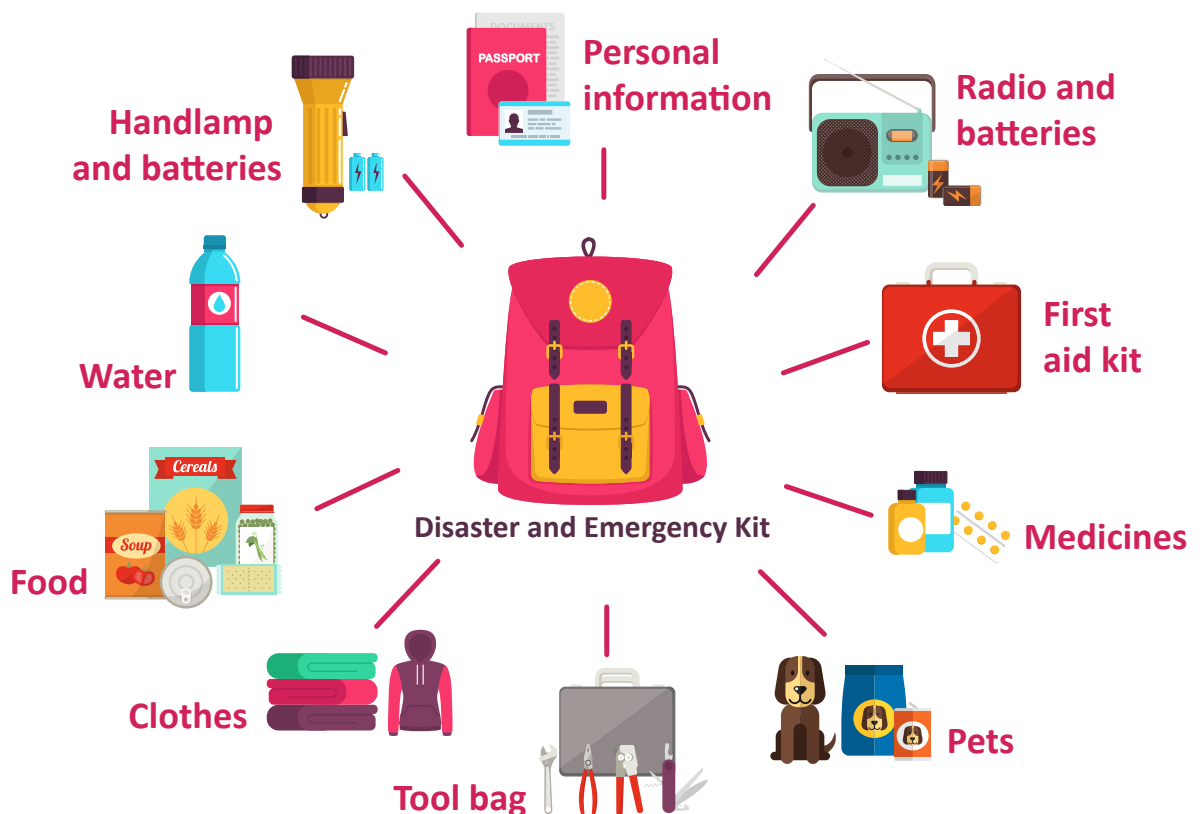 DOCUMENTS
PASSPORT
Personal
information
Radio and
batteries
Handlamp
and batteries
First
aid kit
Water
Cereals
Soup
Food
Disaster and Emergency Kit
Medicines
Clothes
Tool bag
Pets